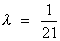 λ = 1/21